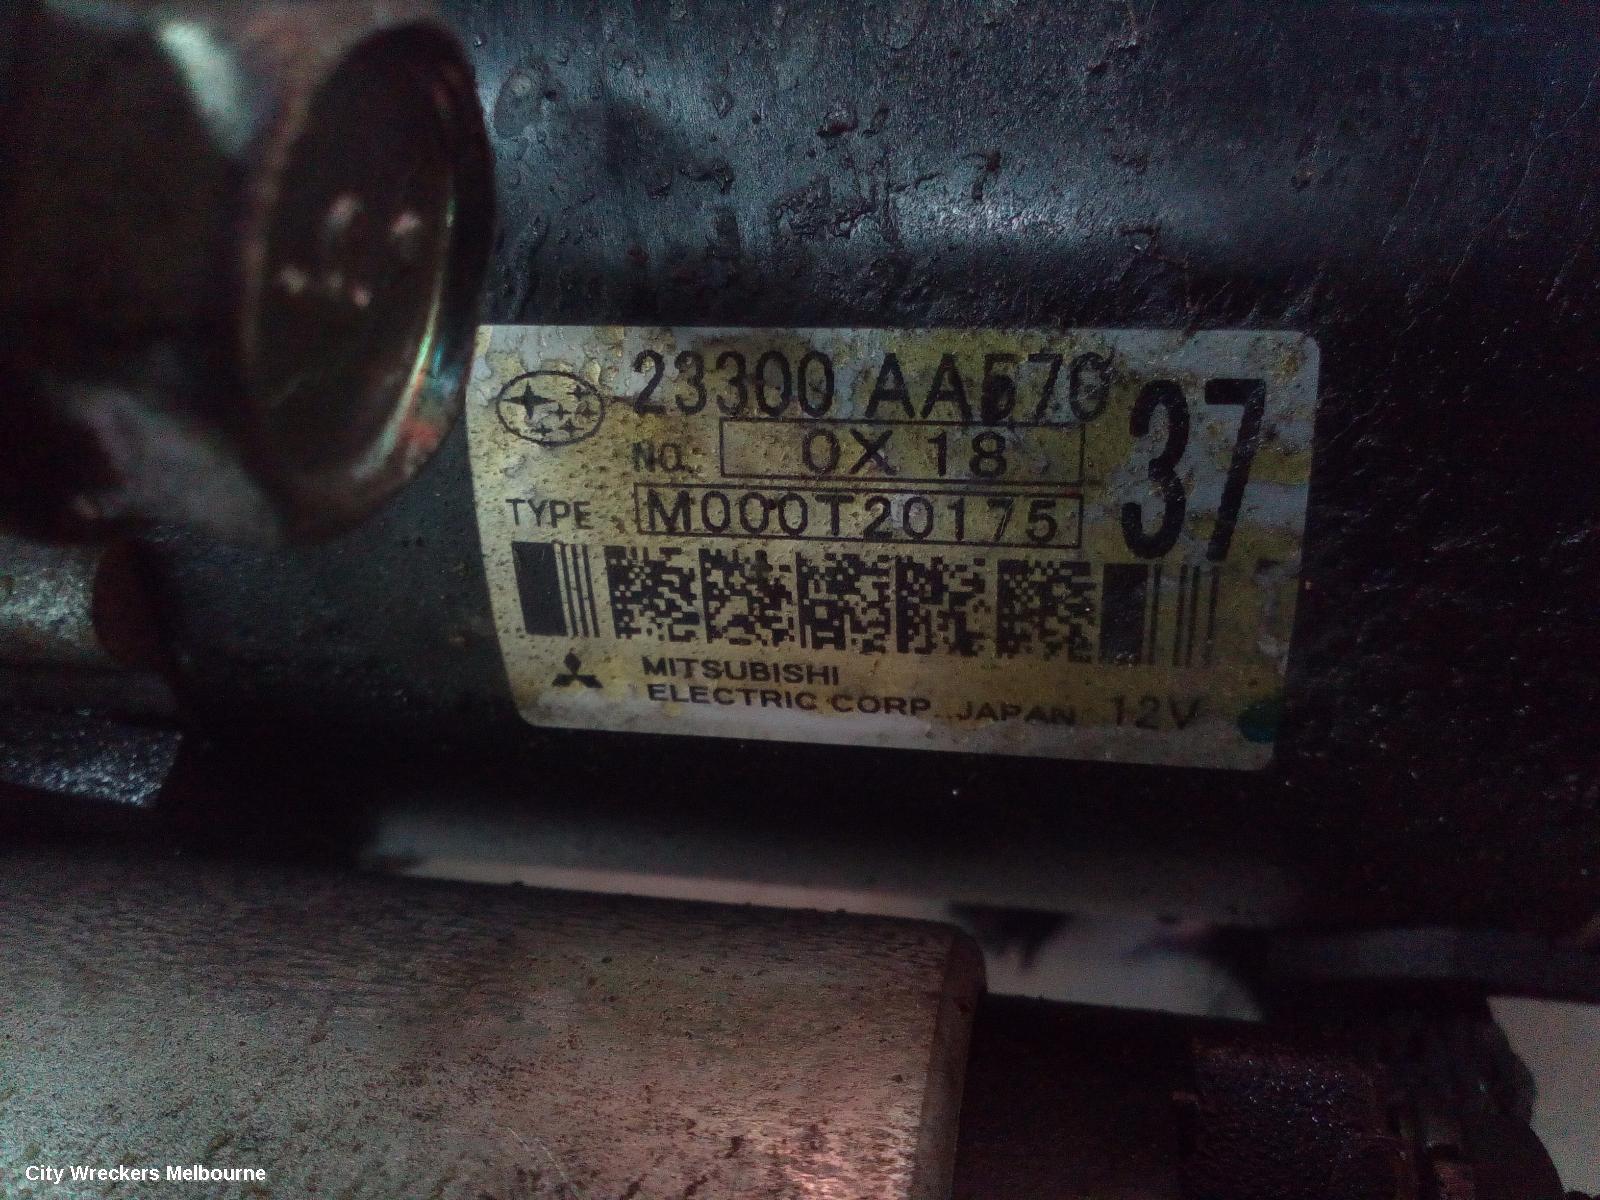 23300 AA570
37
NO. 0X 18
TYPE M000T20175
MITSUBISHI
ELECTRIC CORP. JAPAN 12V
City Wreckers Melbourne